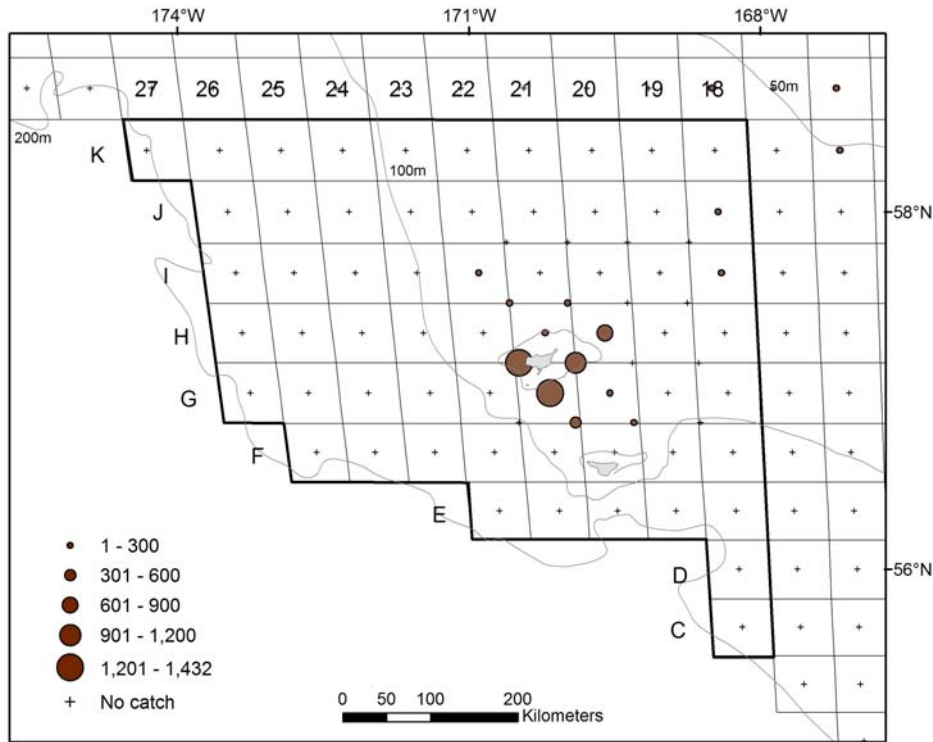 174°W 171°W 168°W
27 26 25 24 23 22 21 20 19 18 50m
200m
K
100m
J
58°N
I
H
G
F
E
1 - 300
301 - 600
56°N
D
601 - 900
C
901 - 1,200
1,201 - 1,432
No catch
0 50 100 200
Kilometers